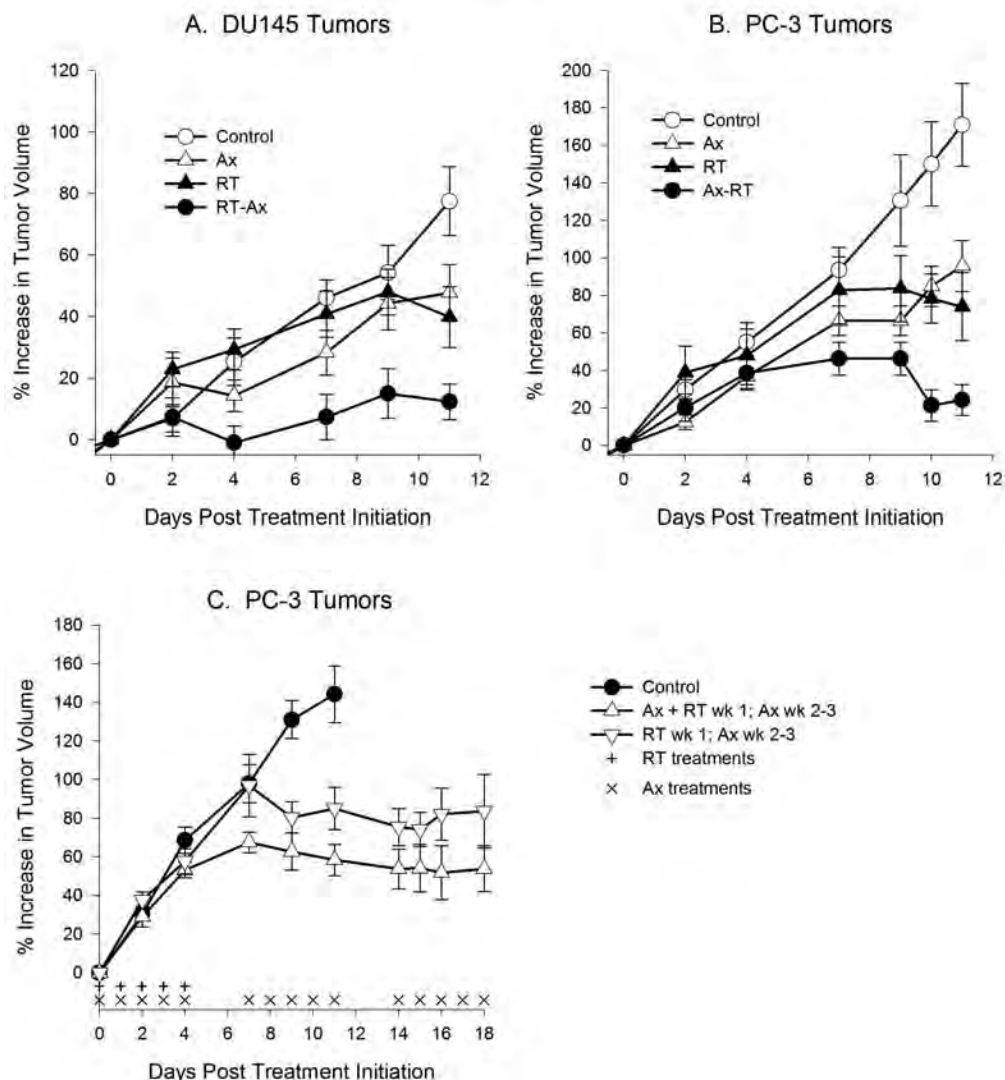 A. DU145 Tumors
% Increase in Tumor Volume
120
100
80
60
40
20
0
Control
Ax
RT
RT-Ax
0 2 4 6 8 10 12
Days Post Treatment Initiation
B. PC-3 Tumors
% Increase in Tumor Volume
200
180
160
140
120
100
80
60
40
20
0
Control
Ax
RT
Ax-RT
0 2 4 6 8 10 12
Days Post Treatment Initiation
C. PC-3 Tumors
% Increase in Tumor Volume
180
160
140
120
100
80
60
40
20
0
0 2 4 6 8 10 12 14 16 18
Days Post Treatment Initiation
Control
Ax + RT wk 1; Ax wk 2-3
RT wk 1; Ax wk 2-3
+ RT treatments
× Ax treatments